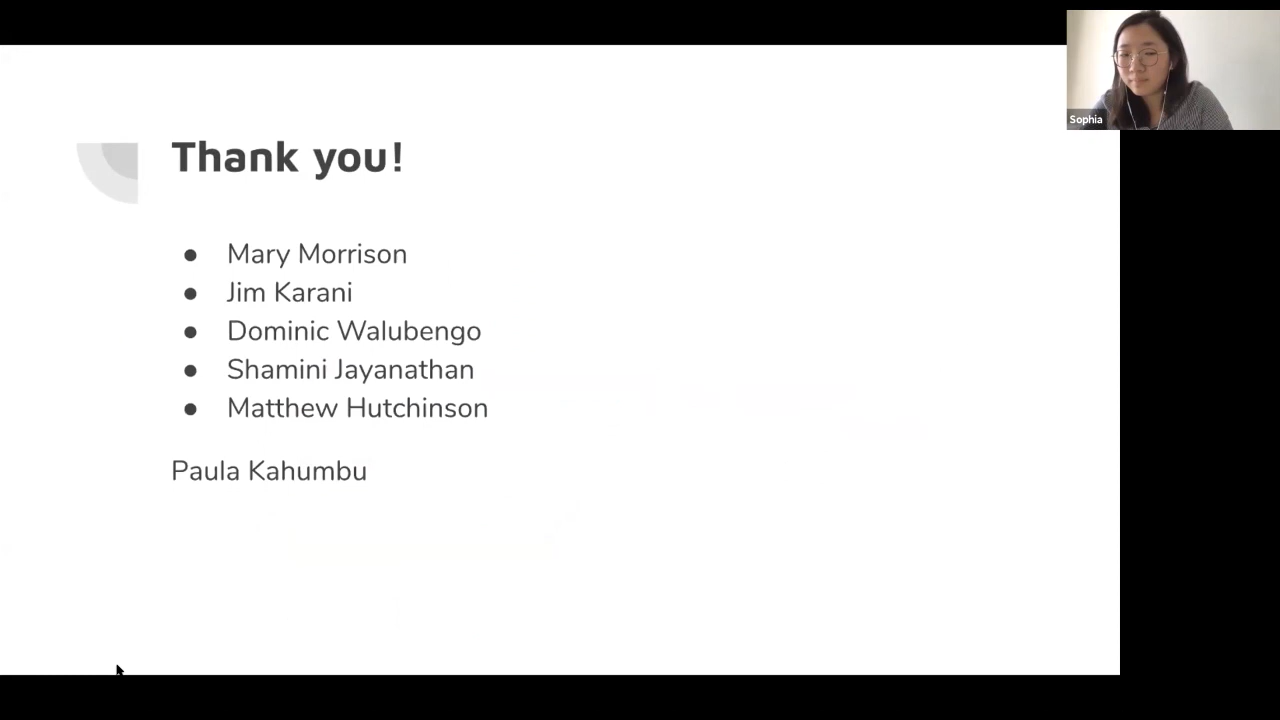 Sophia
Thank you!
● Mary Morrison
● Jim Karani
● Dominic Walubengo
● Shamini Jayanathan
● Matthew Hutchinson
Paula Kahumbu